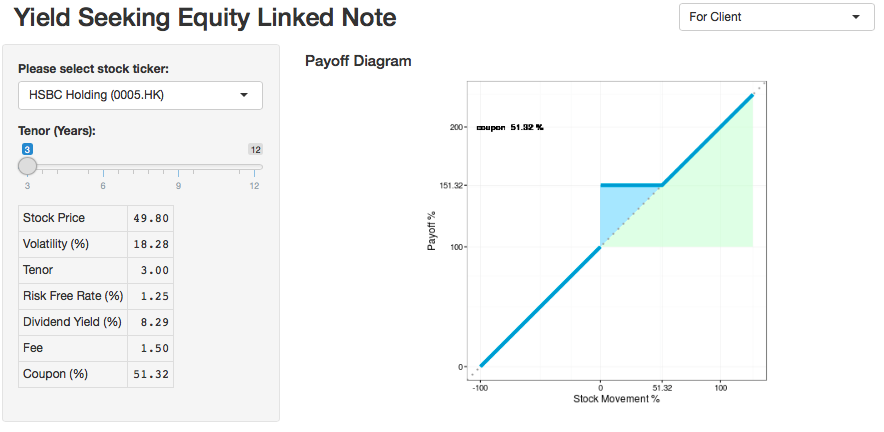 Yield Seeking Equity Linked Note
For Client
Please select stock ticker:
HSBC Holding (0005.HK)
Tenor (Years):
3 12
3 6 9 12
Stock Price 49.80
Volatility (%) 18.28
Tenor 3.00
Risk Free Rate (%) 1.25
Dividend Yield (%) 8.29
Fee 1.50
Coupon (%) 51.32
Payoff Diagram
coupon 51.32 %
200
151.32
100
0
Payoff %
-100 0 51.32 100
Stock Movement %